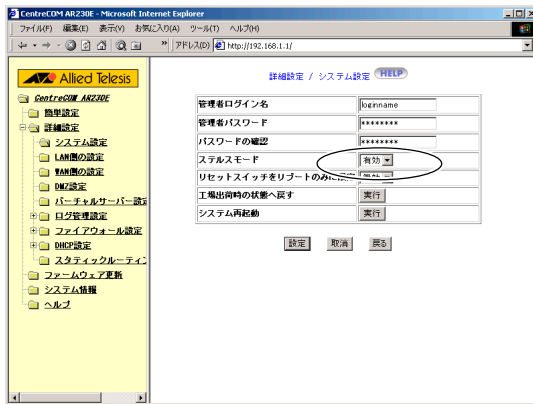 CentreCOM AR230E - Microsoft Internet Explorer
ファイル(F) 編集(E) 表示(V) お気に入り(A) ツール(T) ヘルプ(H)
アドレス(D) http://192.168.1.1/
Allied Telesis
CentreCOM AR230E
簡単設定
詳細設定
システム設定
LAN側の設定
WAN側の設定
DMZ設定
バーチャルサーバー設定
ログ管理設定
ファイアウォール設定
DHCP設定
スタティックルーティ
ファームウェア更新
システム情報
ヘルプ
詳細設定 / システム設定 HELP
管理者ログイン名 loginname
管理者パスワード ********
パスワードの確認 ********
ステルスモード 有効
リセットスイッチをリブートのみに設定
工場出荷時の状態へ戻す 実行
システム再起動 実行
設定 取消 戻る